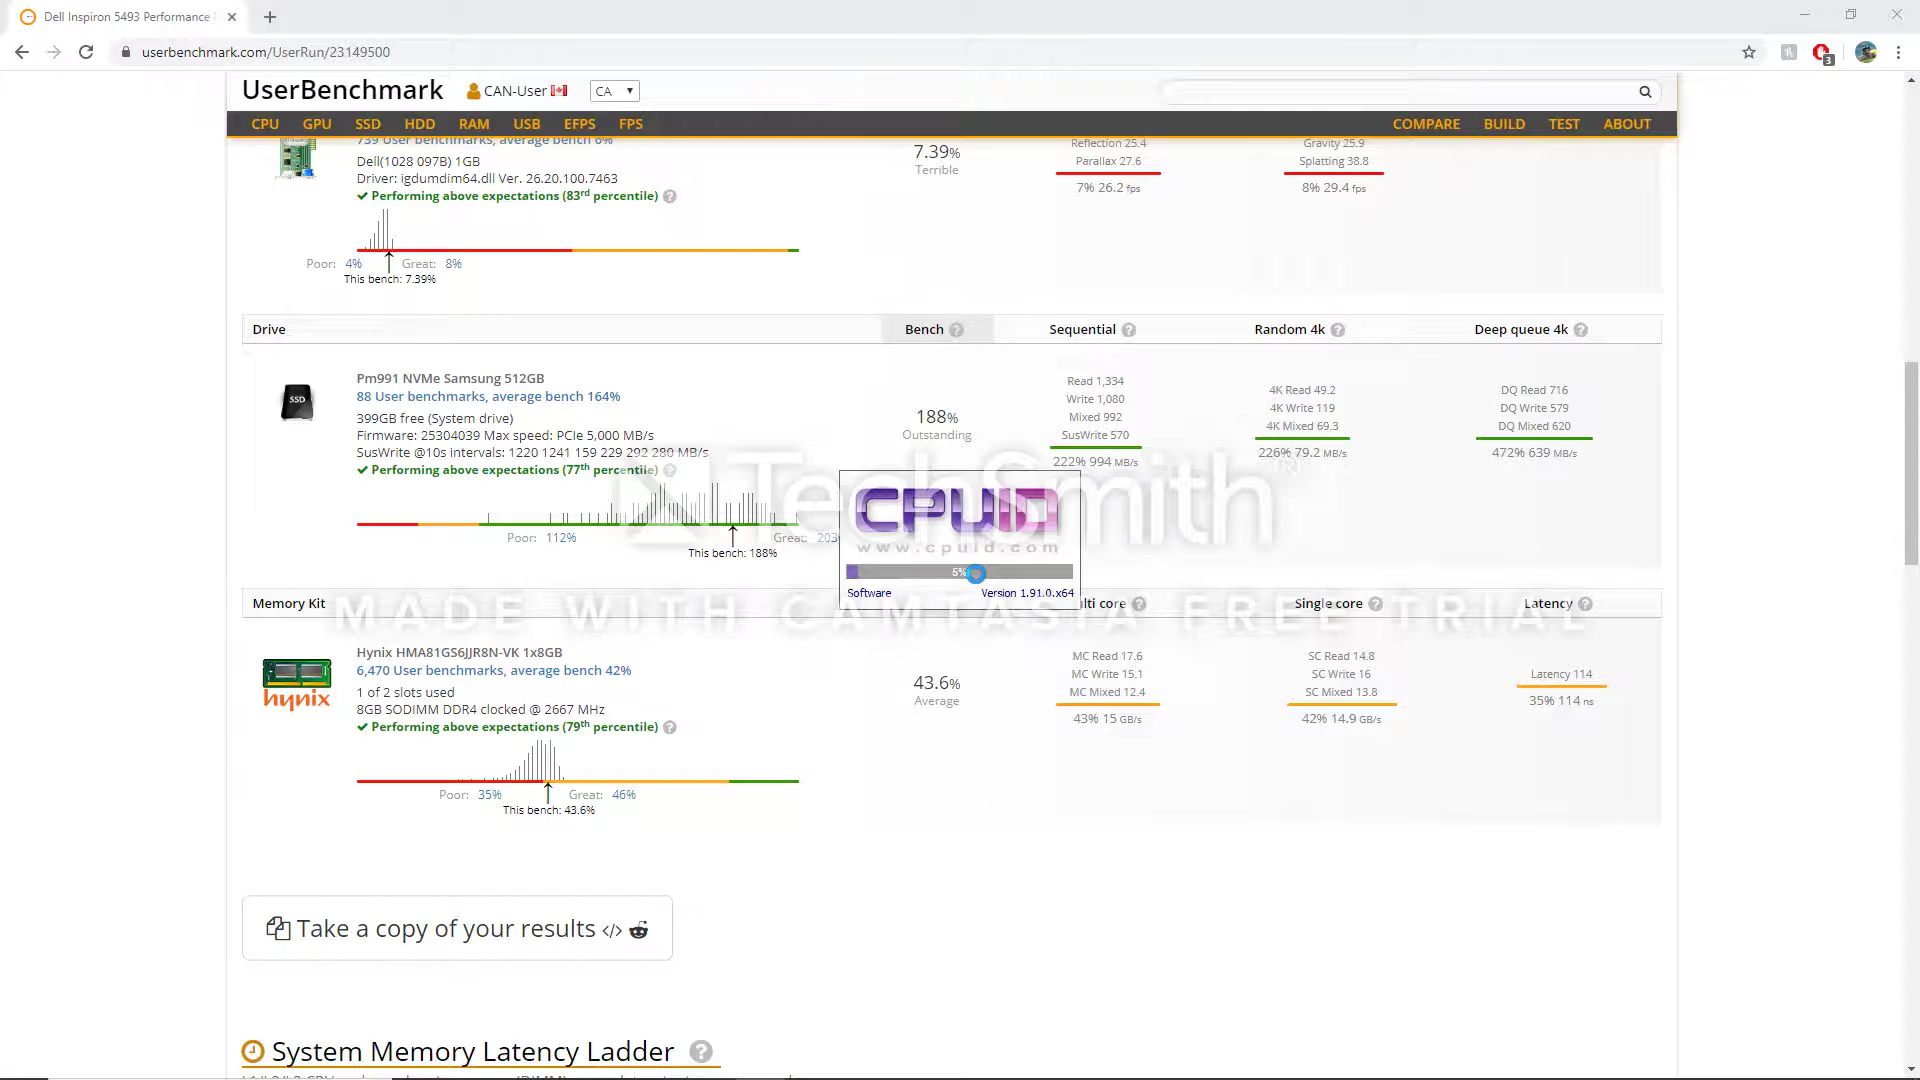 Dell Inspiron 5493 Performance
userbenchmark.com/UserRun/23149500
3
UserBenchmark
CAN-User
CA
CPU GPU SSD HDD RAM USB EFPS FPS
COMPARE BUILD TEST ABOUT
739 User benchmarks, average bench 6%
Dell(1028 097B) 1GB
Driver: igdumdim64.dll Ver. 26.20.100.7463
Performing above expectations (83rd percentile)
Poor: 4% Great: 8%
This bench: 7.39%
7.39%
Terrible
Reflection 25.4
Parallax 27.6
7% 26.2 fps
Gravity 25.9
Splatting 38.8
8% 29.4 fps
Drive Bench Sequential Random 4k Deep queue 4k
SSD
Pm991 NVMe Samsung 512GB
88 User benchmarks, average bench 164%
399GB free (System drive)
Firmware: 25304039 Max speed: PCIe 5,000 MB/s
SusWrite @10s intervals: 1220 1241 159 229 292 280 MB/s
Performing above expectations (77th percentile)
Poor: 112% Great: 203
This bench: 188%
188%
Outstanding
Read 1,334
Write 1,080
Mixed 992
SusWrite 570
222% 994 MB/s
4K Read 49.2
4K Write 119
4K Mixed 69.3
226% 79.2 MB/s
DQ Read 716
DQ Write 579
DQ Mixed 620
472% 639 MB/s
TechSmith
CPUID
www.cpuid.com
5%
Software Version 1.91.0.x64
MADE WITH CAMTASIA FREE TRIAL
Memory Kit lti core Single core Latency
hynix
Hynix HMA81GS6JJR8N-VK 1x8GB
6,470 User benchmarks, average bench 42%
1 of 2 slots used
8GB SODIMM DDR4 clocked @ 2667 MHz
Performing above expectations (79th percentile)
Poor: 35% Great: 46%
This bench: 43.6%
43.6%
Average
MC Read 17.6
MC Write 15.1
MC Mixed 12.4
43% 15 GB/s
SC Read 14.8
SC Write 16
SC Mixed 13.8
42% 14.9 GB/s
Latency 114
35% 114 ns
Take a copy of your results </>
System Memory Latency Ladder